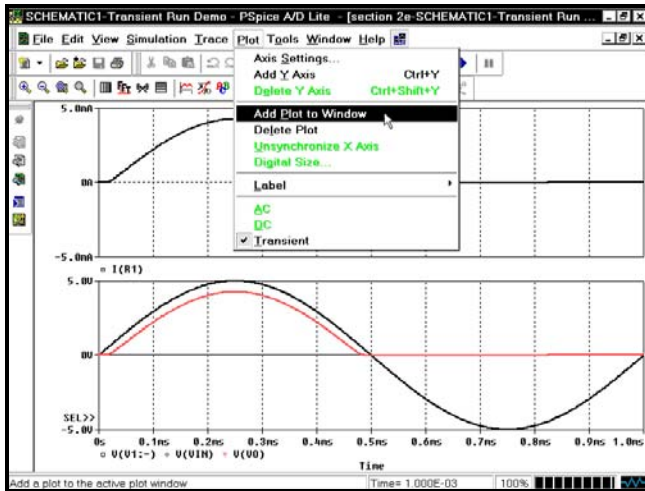 SCHEMATIC1-Transient Run Demo - PSpice A/D Lite - [section 2e-SCHEMATIC1-Transient Run ...
File Edit View Simulation Trace Plot Tools Window Help
Axis Settings...
Add Y Axis Ctrl+Y
Delete Y Axis Ctrl+Shift+Y
Add Plot to Window
Delete Plot
Unsynchronize X Axis
Digital Size...
Label
AC
DC
Transient
5.0mA
0A
-5.0mA
I(R1)
5.0V
0V
SEL>>
-5.0V
0s 0.1ms 0.2ms 0.3ms 0.4ms 0.5ms 0.6ms 0.7ms 0.8ms 0.9ms 1.0ms
V(V1:-) V(VIN) V(VO)
Time
Add a plot to the active plot window Time= 1.000E-03 100%